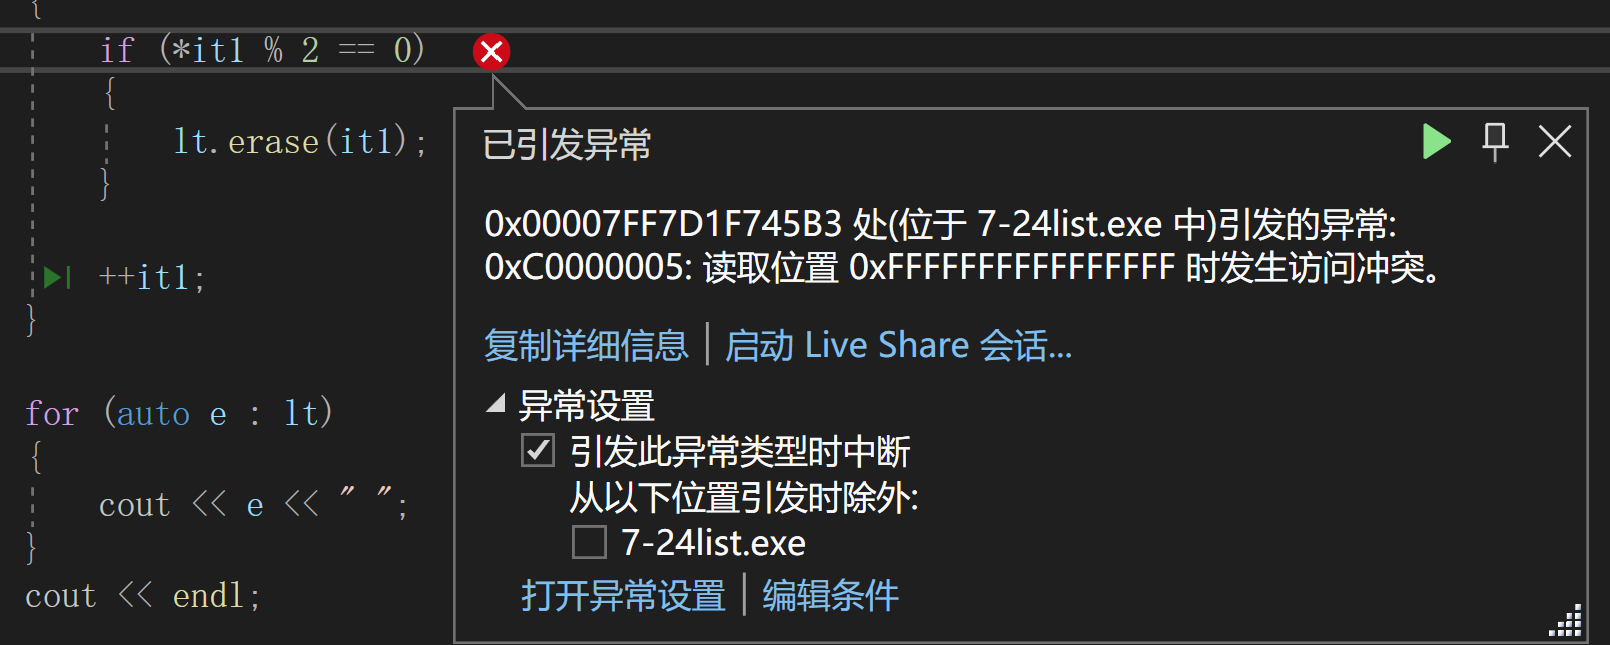 {
if (*it1 % 2 == 0)
{
lt.erase(it1);
}
++it1;
}
for (auto e : lt)
{
cout << e << " ";
}
cout << endl;
已引发异常
0x00007FF7D1F745B3 处(位于 7-24list.exe 中)引发的异常:
0xC0000005: 读取位置 0xFFFFFFFFFFFFFFFF 时发生访问冲突。
复制详细信息 | 启动 Live Share 会话...
异常设置
引发此异常类型时中断
从以下位置引发时除外:
7-24list.exe
打开异常设置 | 编辑条件